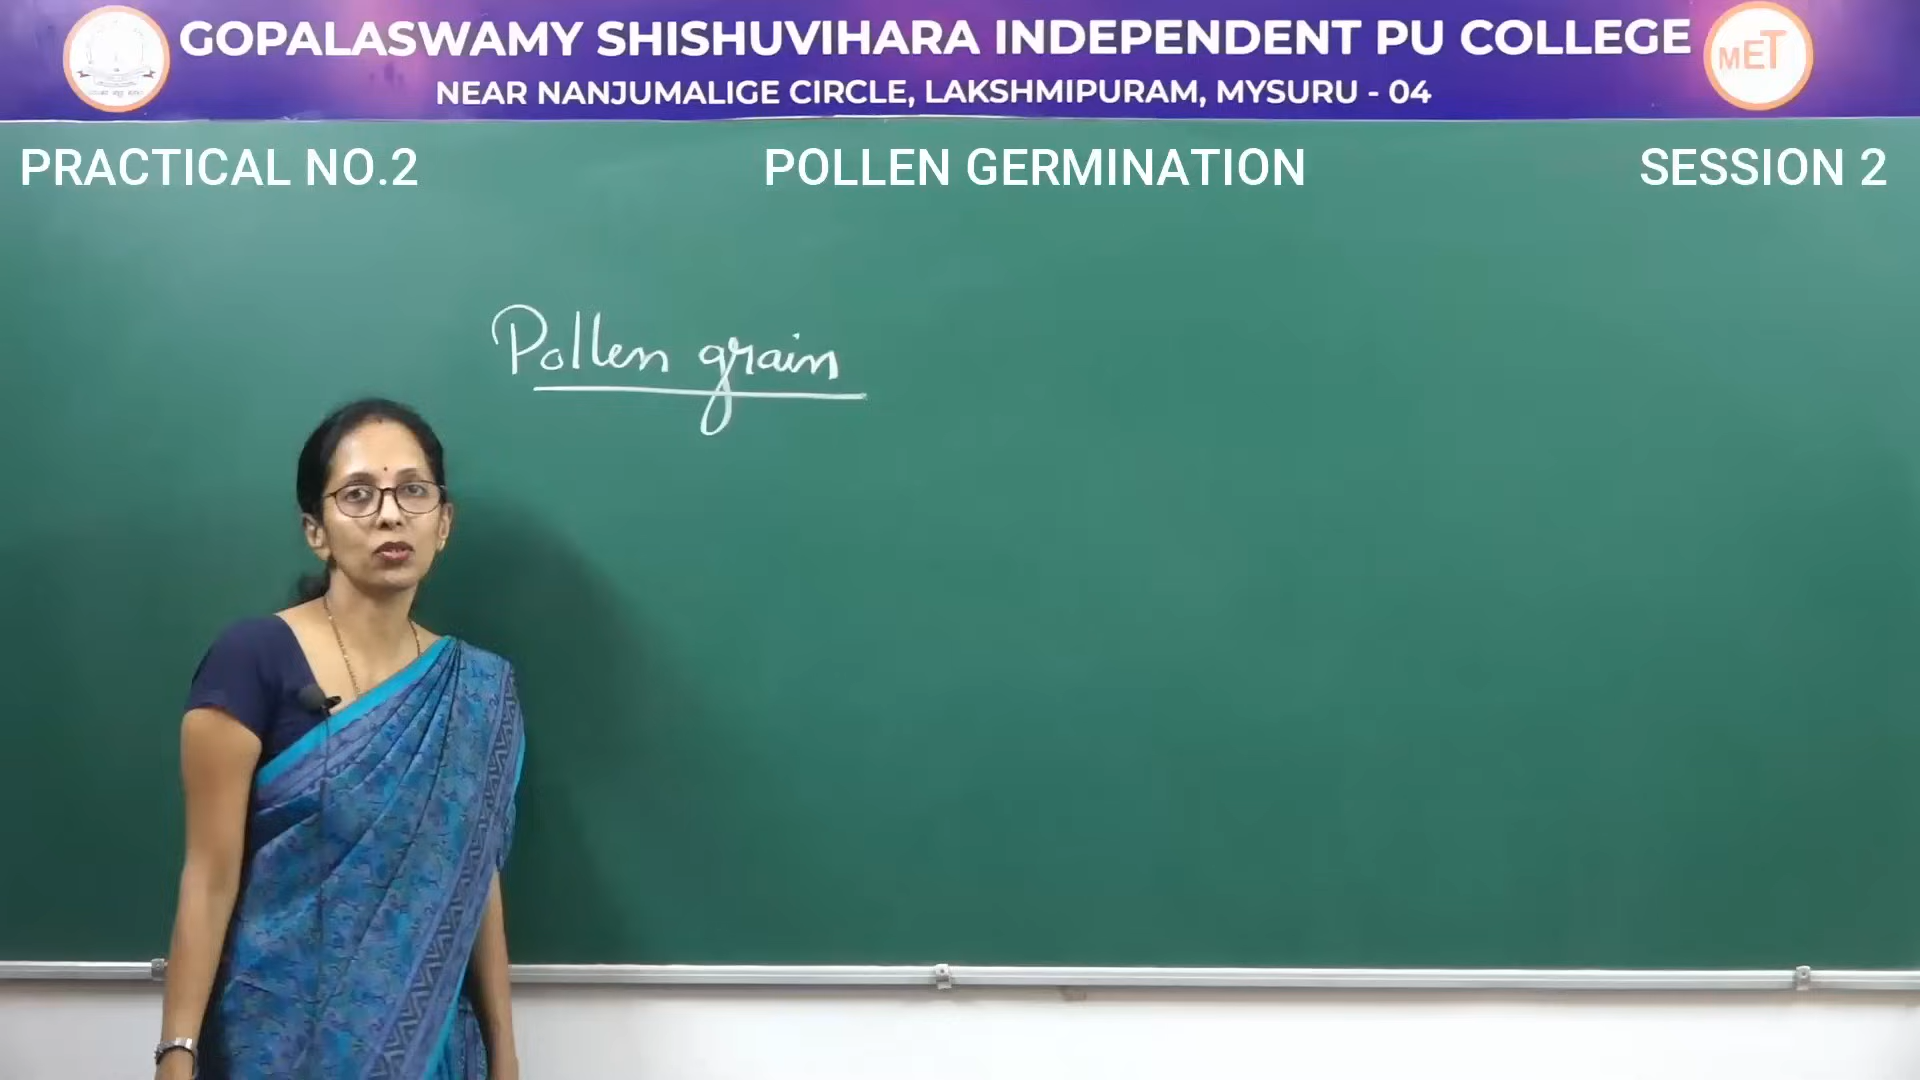 GOPALASWAMY SHISHUVIHARA INDEPENDENT PU COLLEGE
MET
NEAR NANJUMALIGE CIRCLE, LAKSHMIPURAM, MYSURU - 04
PRACTICAL NO.2
POLLEN GERMINATION
SESSION 2
Pollen grain